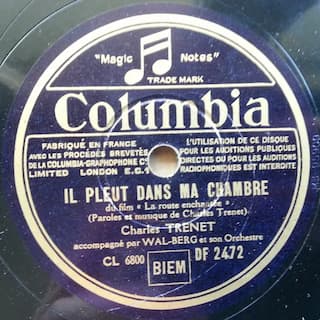 "Magic Notes"
TRADE MARK
Columbia
FABRIQUÉ EN FRANCE
AVEC LES PROCÉDÉS BREVETÉS
DE LA COLUMBIA-GRAPHOPHONE Cº
LIMITED LONDON E.C.1
L'UTILISATION DE CE DISQUE
POUR LES AUDITIONS PUBLIQUES
DIRECTES OU POUR LES AUDITIONS
RADIOPHONIQUES EST INTERDITE
IL PLEUT DANS MA CHAMBRE
du film « La route enchantée »
(Paroles et musique de Charles Trenet)
Charles TRENET
accompagné par WAL-BERG et son Orchestre
CL 6800 BIEM DF 2472